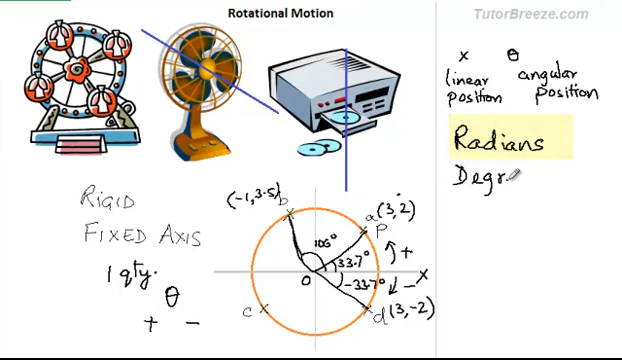 Rotational Motion
TutorBreeze.com
x θ
linear angular
position position
Radians
Degr
RIGID
FIXED AXIS
1 qty.
θ
+ −
(-1,3.5) b
a (3,2)
P
106°
33.7°
+
-33.7°
−
O
X
c
d (3,-2)